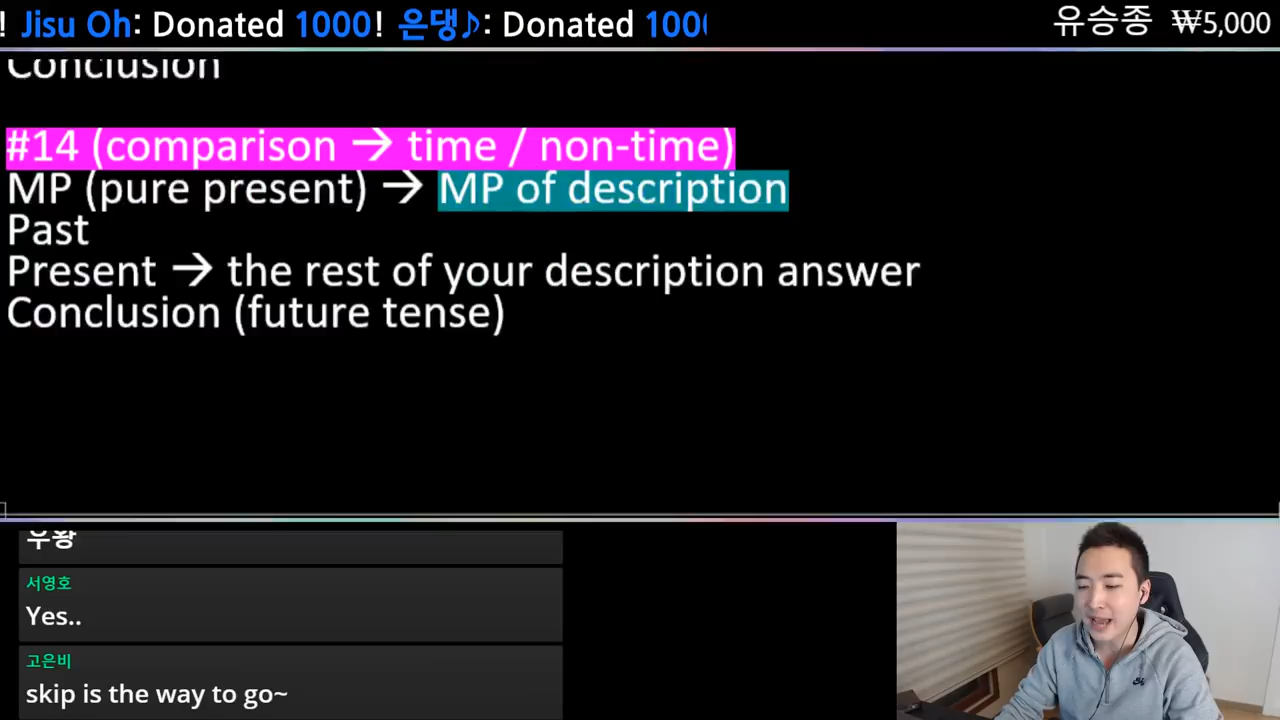 ! Jisu Oh: Donated 1000! 은댕♪: Donated 100
유승종 ₩5,000
Conclusion
#14 (comparison → time / non-time)
MP (pure present) → MP of description
Past
Present → the rest of your description answer
Conclusion (future tense)
우왕
서영호
Yes..
고은비
skip is the way to go~